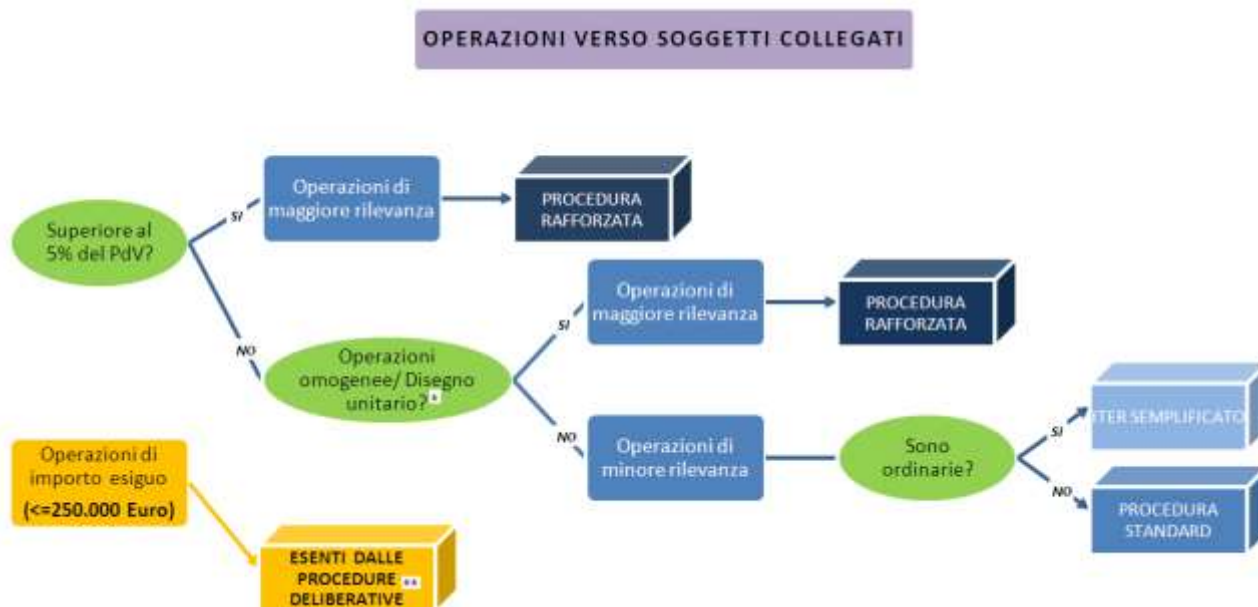 OPERAZIONI VERSO SOGGETTI COLLEGATI
Operazioni di
maggiore rilevanza
PROCEDURA
RAFFORZATA
SI
Superiore al
5% del PdV?
NO
Operazioni di
maggiore rilevanza
PROCEDURA
RAFFORZATA
SI
Operazioni
omogenee/ Disegno
unitario?*
NO
Operazioni di
minore rilevanza
Sono
ordinarie?
SI
ITER SEMPLIFICATO
NO
PROCEDURA
STANDARD
Operazioni di
importo esiguo
(<=250.000 Euro)
ESENTI DALLE
PROCEDURE **
DELIBERATIVE